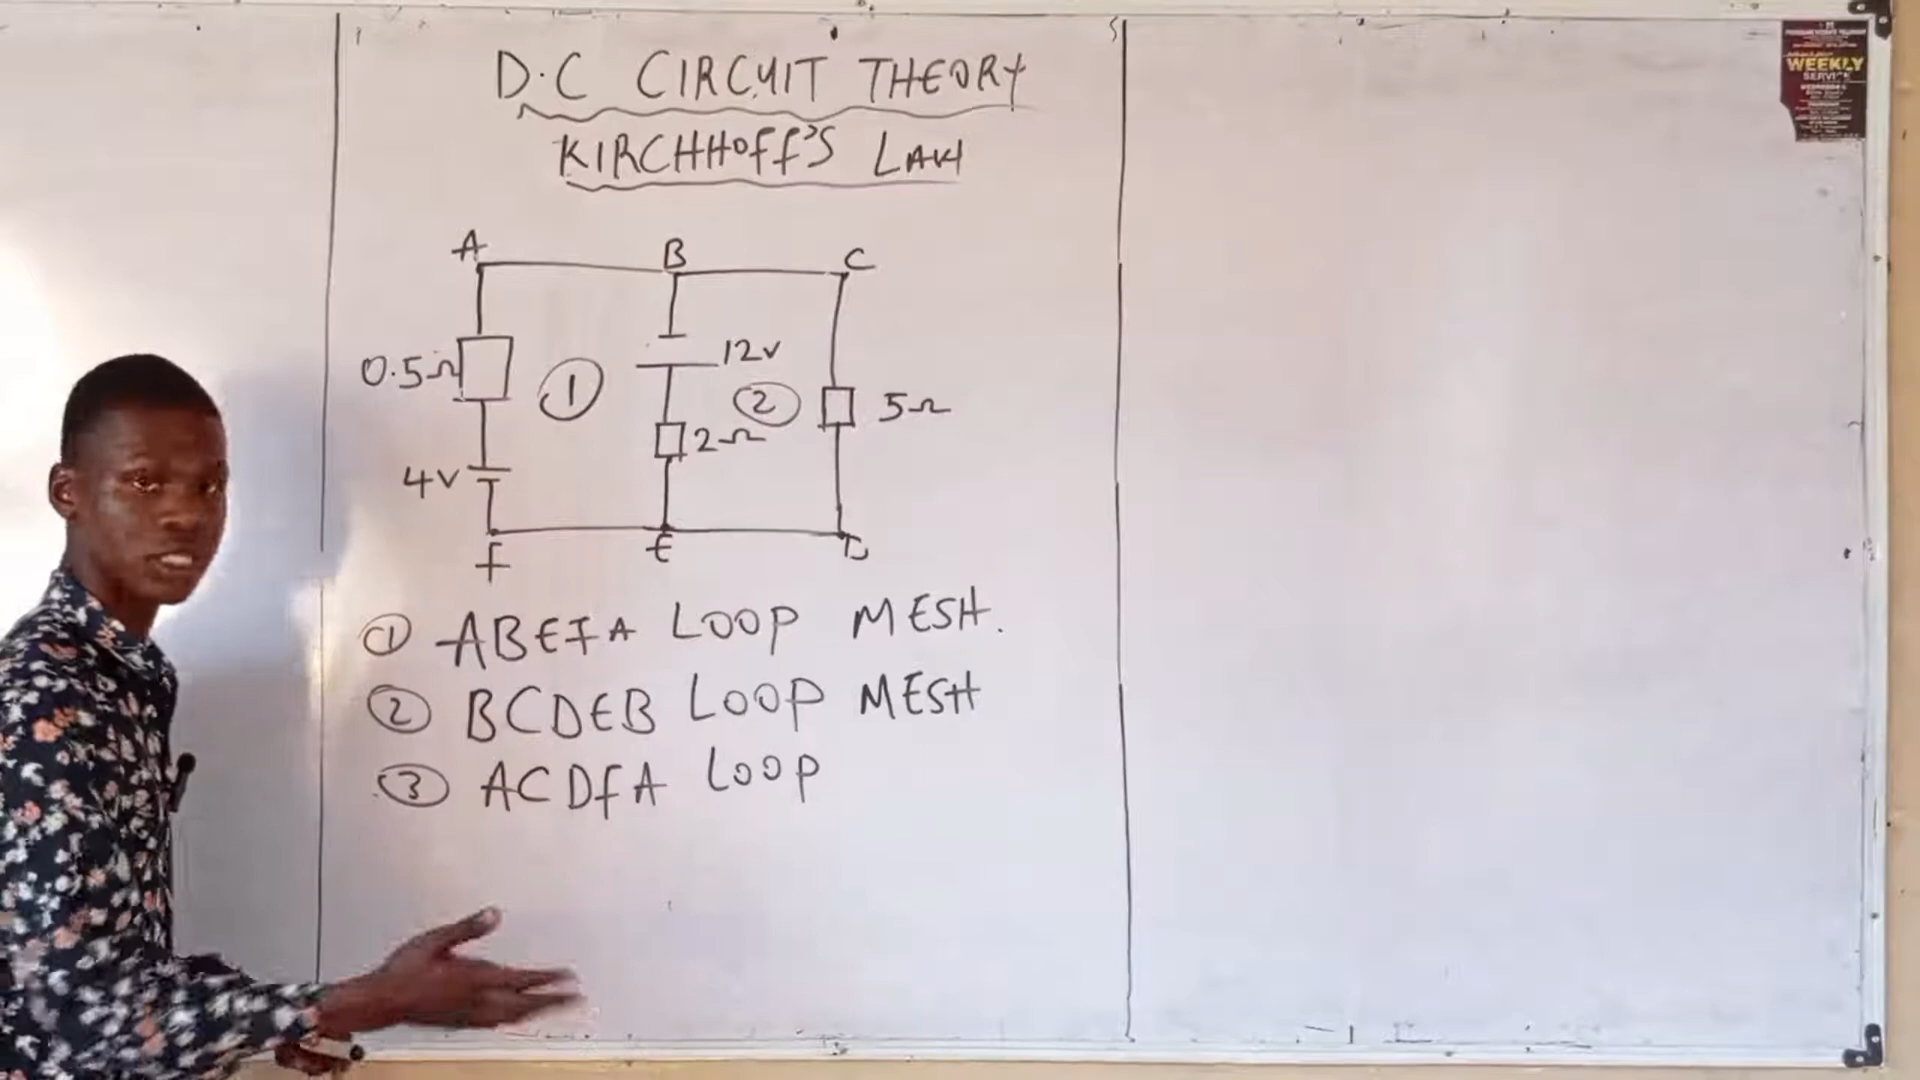 D.C CIRCUIT THEORY
KIRCHHOFF'S LAW
A B C
0.5Ω 1 12V
2 5Ω
4V 2Ω
F E D
① ABEFA LOOP MESH.
② BCDEB LOOP MESH
③ ACDFA LOOP
WEEKLY
SERVICE